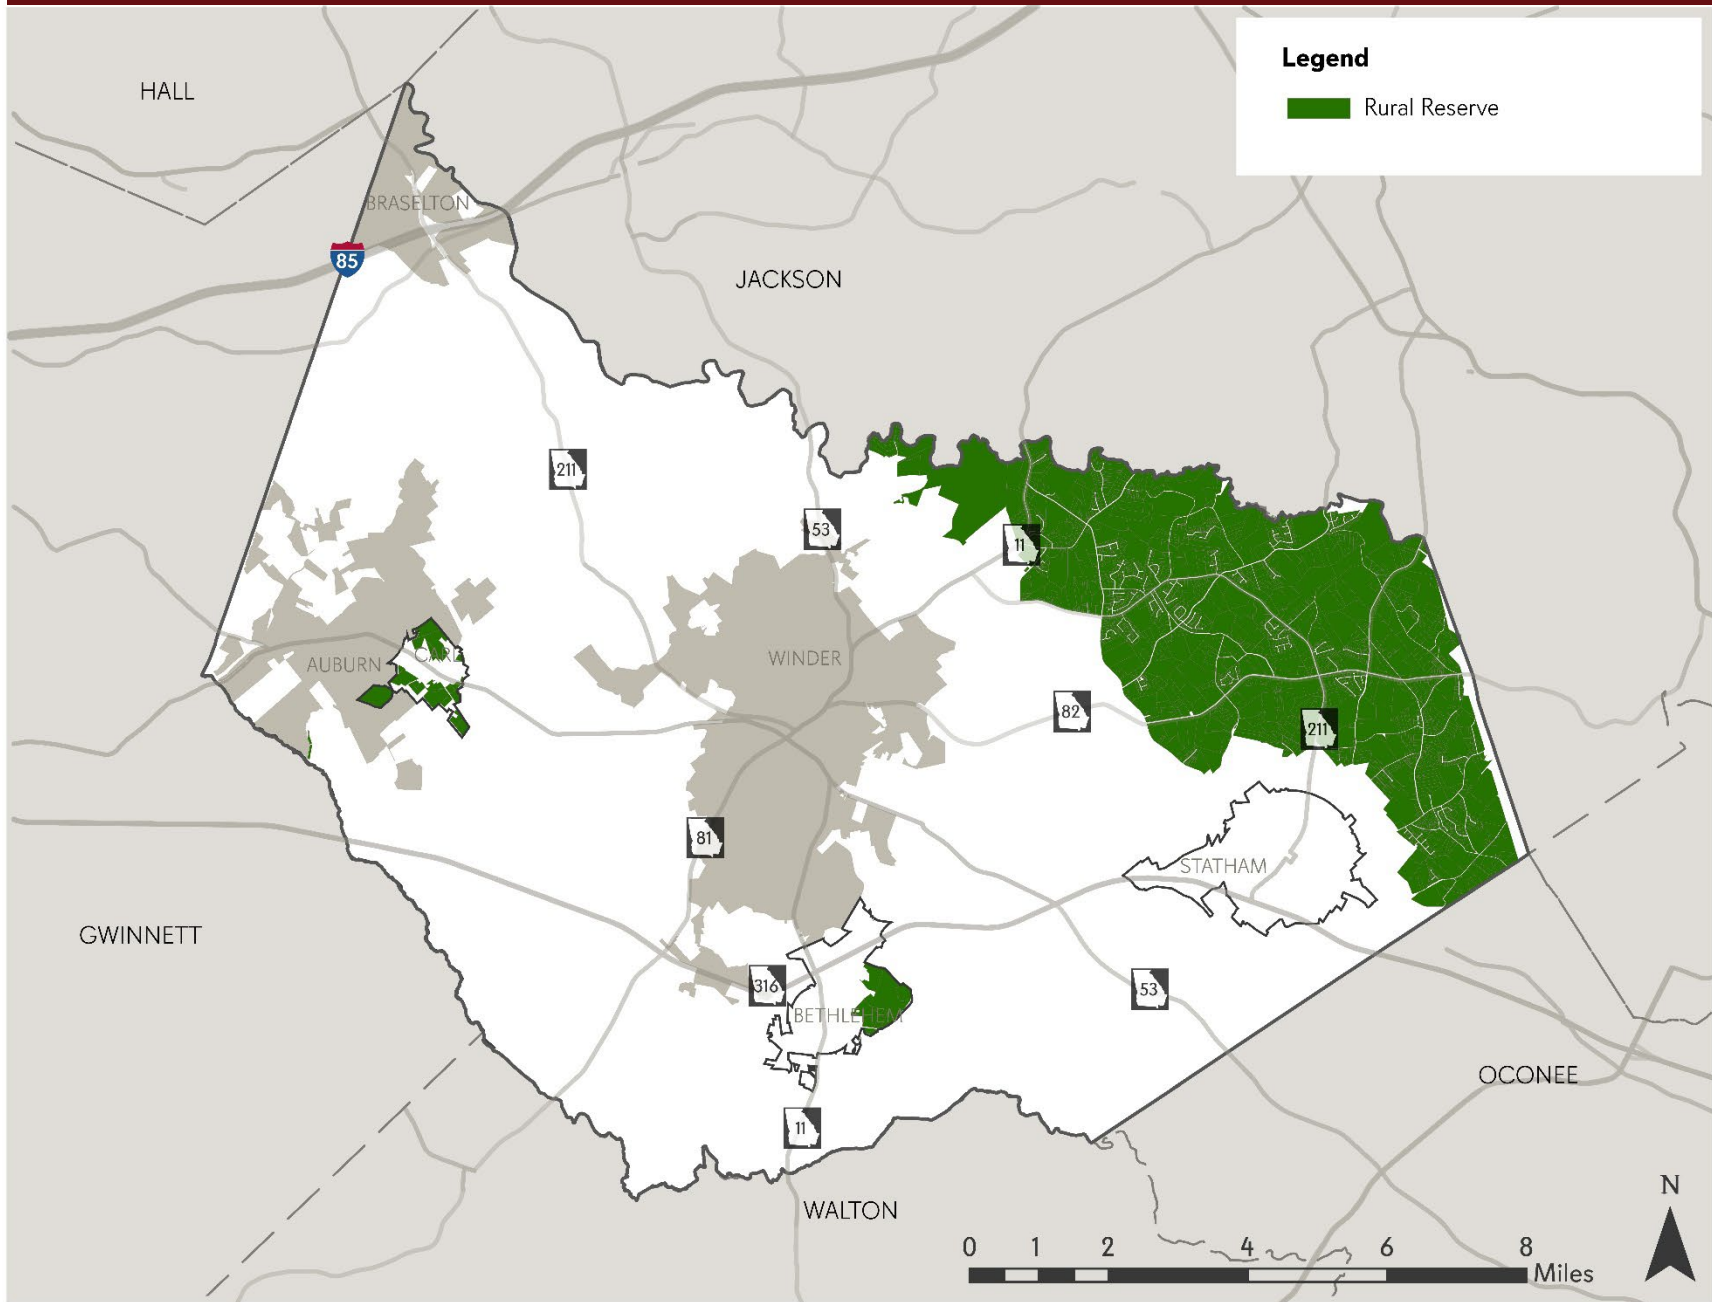 Legend
Rural Reserve
HALL
BRASELTON
85
JACKSON
211
53
11
WINDER
AUBURN
CARL
82
211
81
STATHAM
GWINNETT
316
BETHLEHEM
53
OCONEE
11
WALTON
N
0 1 2 4 6 8
Miles